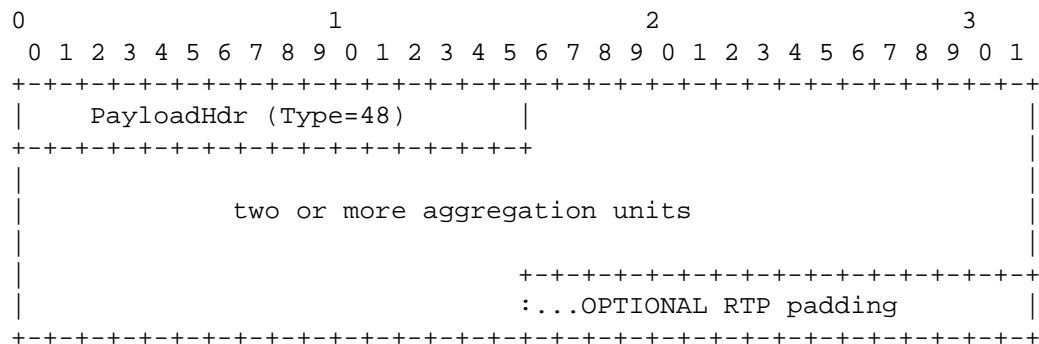 0                   1                   2                   3
 0 1 2 3 4 5 6 7 8 9 0 1 2 3 4 5 6 7 8 9 0 1 2 3 4 5 6 7 8 9 0 1
+-+-+-+-+-+-+-+-+-+-+-+-+-+-+-+-+-+-+-+-+-+-+-+-+-+-+-+-+-+-+-+-+
|    PayloadHdr (Type=48)       |                               |
+-+-+-+-+-+-+-+-+-+-+-+-+-+-+-+-+                               |
|                                                               |
|             two or more aggregation units                     |
|                                                               |
|                               +-+-+-+-+-+-+-+-+-+-+-+-+-+-+-+-+
|                               :...OPTIONAL RTP padding        |
+-+-+-+-+-+-+-+-+-+-+-+-+-+-+-+-+-+-+-+-+-+-+-+-+-+-+-+-+-+-+-+-+